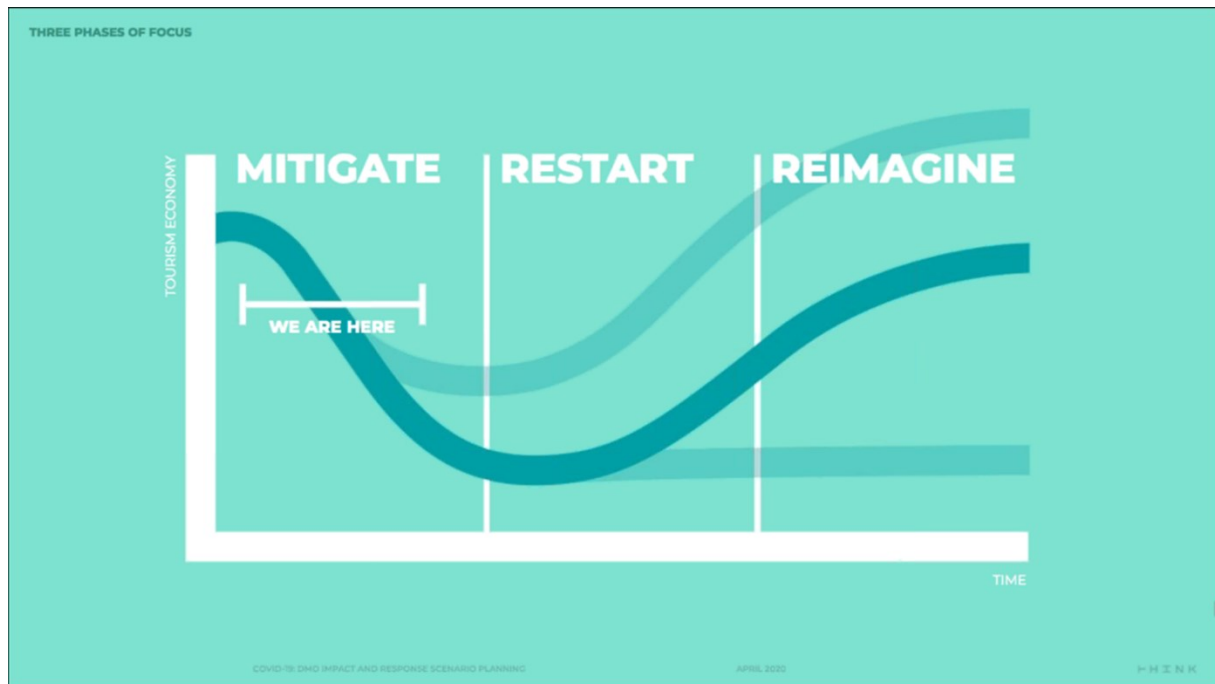 THREE PHASES OF FOCUS
TOURISM ECONOMY
MITIGATE
RESTART
REIMAGINE
WE ARE HERE
TIME
COVID-19: DMO IMPACT AND RESPONSE SCENARIO PLANNING
APRIL 2020
THINK